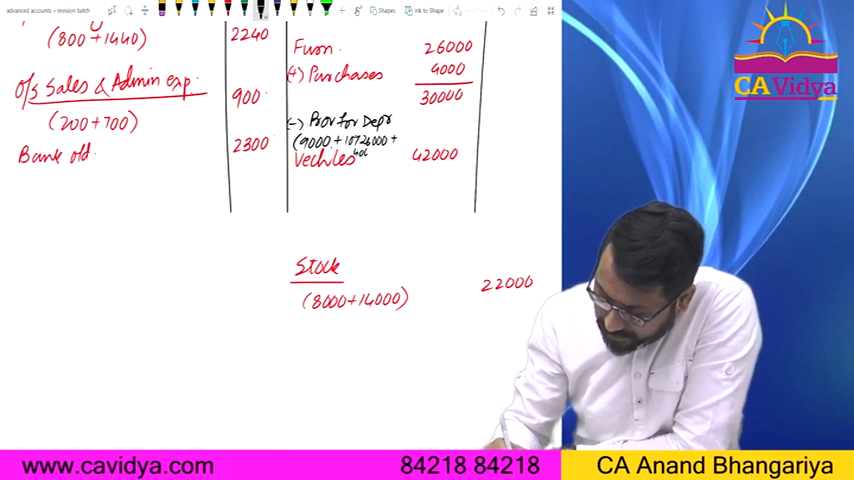 advanced accounts + revision batch
Shapes
Ink to Shape
(800+1440)
2240
O/s Sales & Admin exp.
900
(200+700)
Bank o/d.
2300
Furn.
26000
(+) Purchases
4000
30000
(-) Prov for Depr
(9000+10% 26000+
Vechiles
42000
Stock
(8000+14000)
22000
CA Vidya
www.cavidya.com
84218 84218
CA Anand Bhangariya